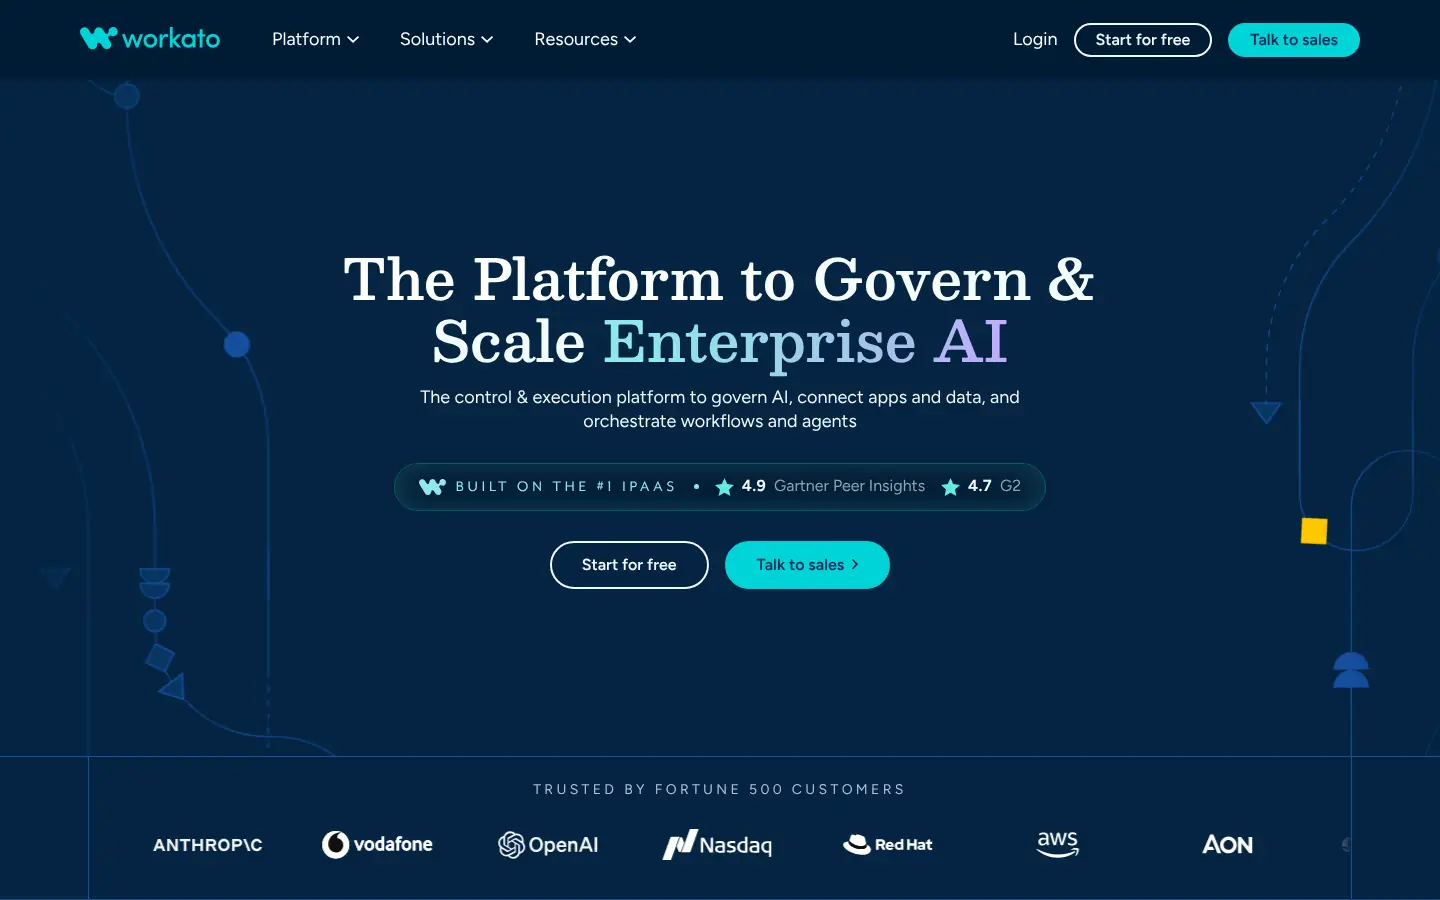 workato
Platform
Solutions
Resources
Login
Start for free
Talk to sales
The Platform to Govern &
Scale Enterprise AI
The control & execution platform to govern AI, connect apps and data, and
orchestrate workflows and agents
BUILT ON THE #1 IPAAS • 4.9 Gartner Peer Insights 4.7 G2
Start for free
Talk to sales
TRUSTED BY FORTUNE 500 CUSTOMERS
ANTHROP\C
vodafone
OpenAI
Nasdaq
Red Hat
aws
AON